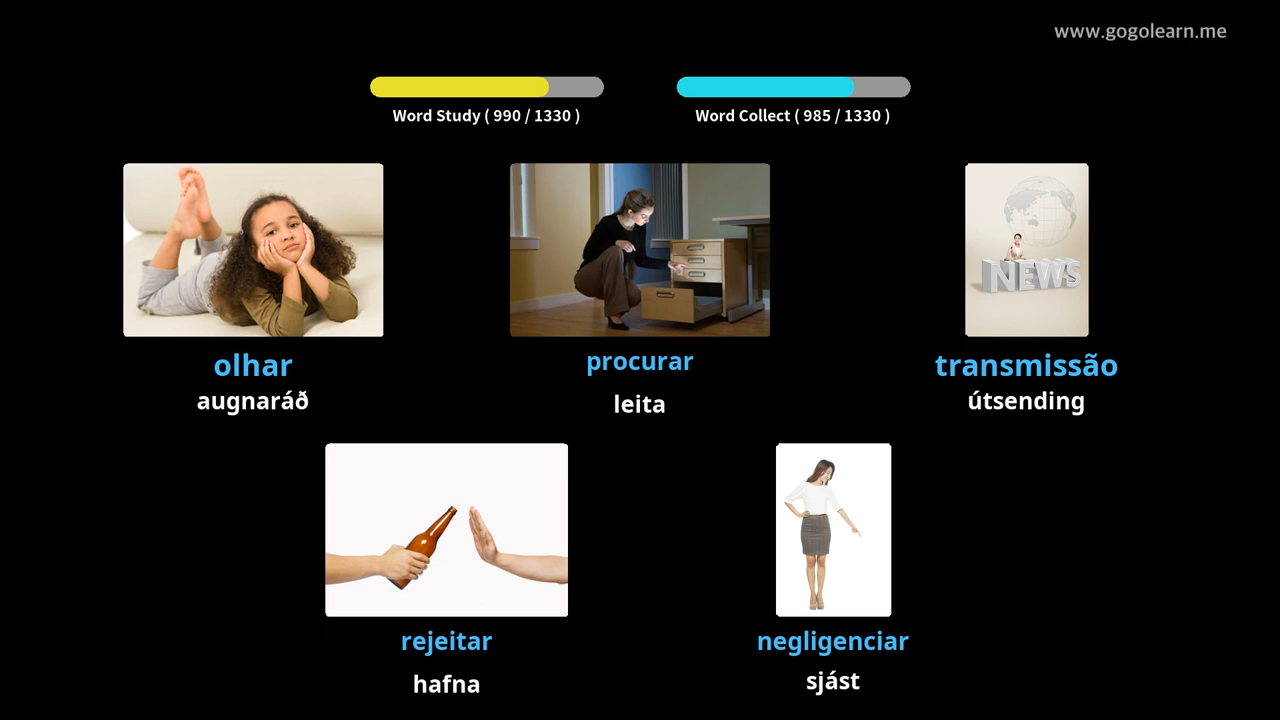 www.gogolearn.me
Word Study ( 990 / 1330 )
Word Collect ( 985 / 1330 )
NEWS
olhar
augnaráð
procurar
leita
transmissão
útsending
rejeitar
hafna
negligenciar
sjást